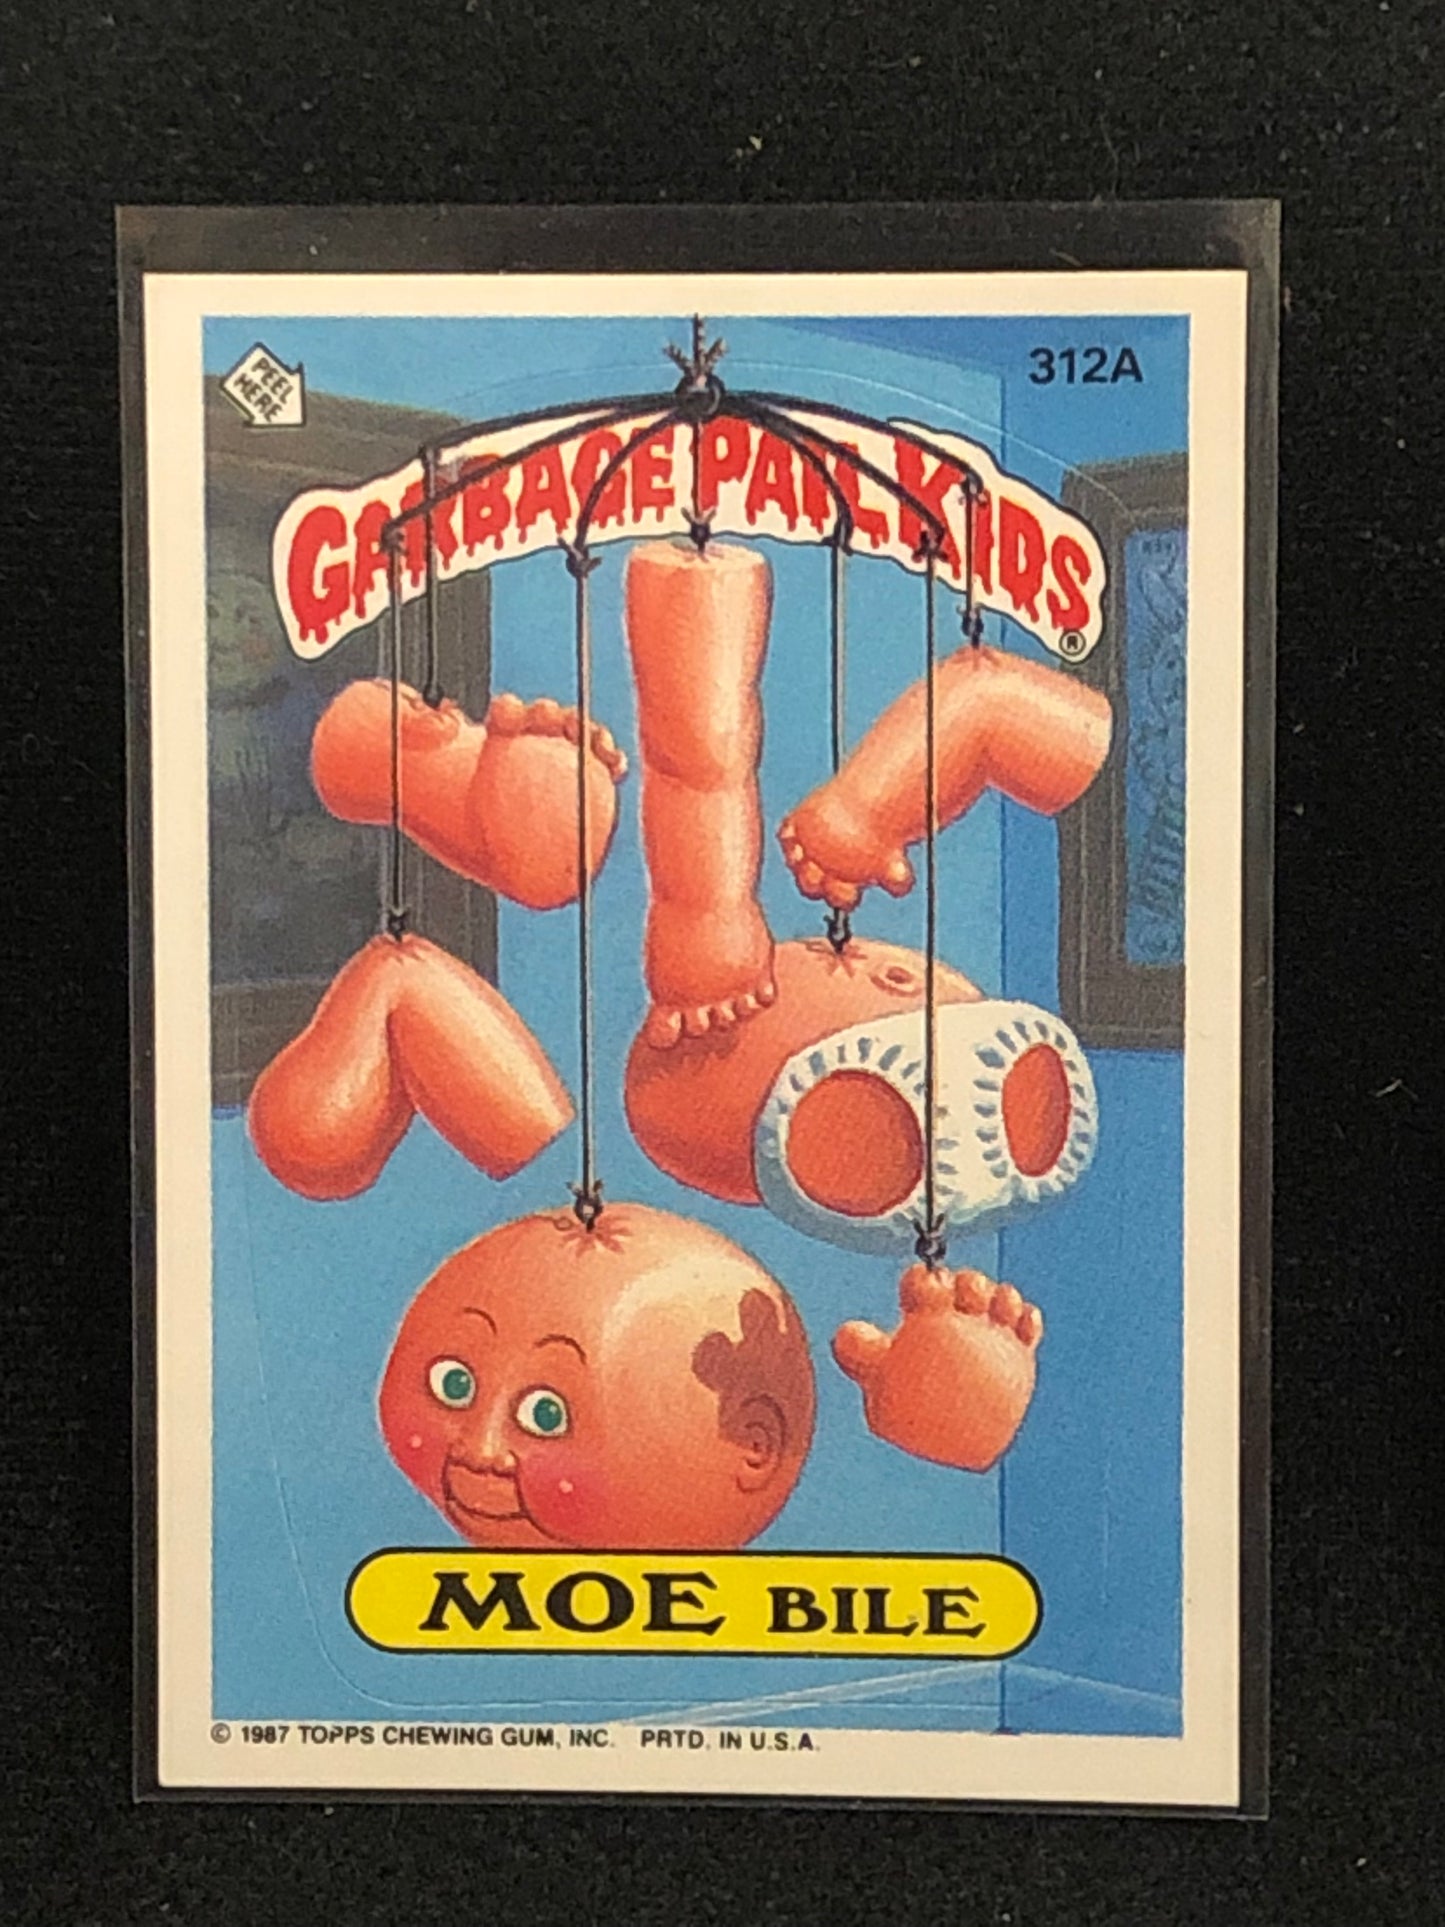 PEEL
HERE
312A
GARBAGE PAIL KIDS
®
MOE BILE
© 1987 TOPPS CHEWING GUM, INC. PRTD. IN U.S.A.